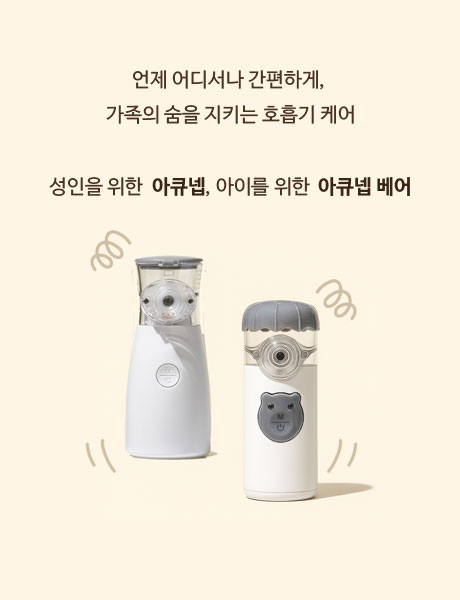 언제 어디서나 간편하게,
가족의 숨을 지키는 호흡기 케어
성인을 위한 아큐넵, 아이를 위한 아큐넵 베어
M